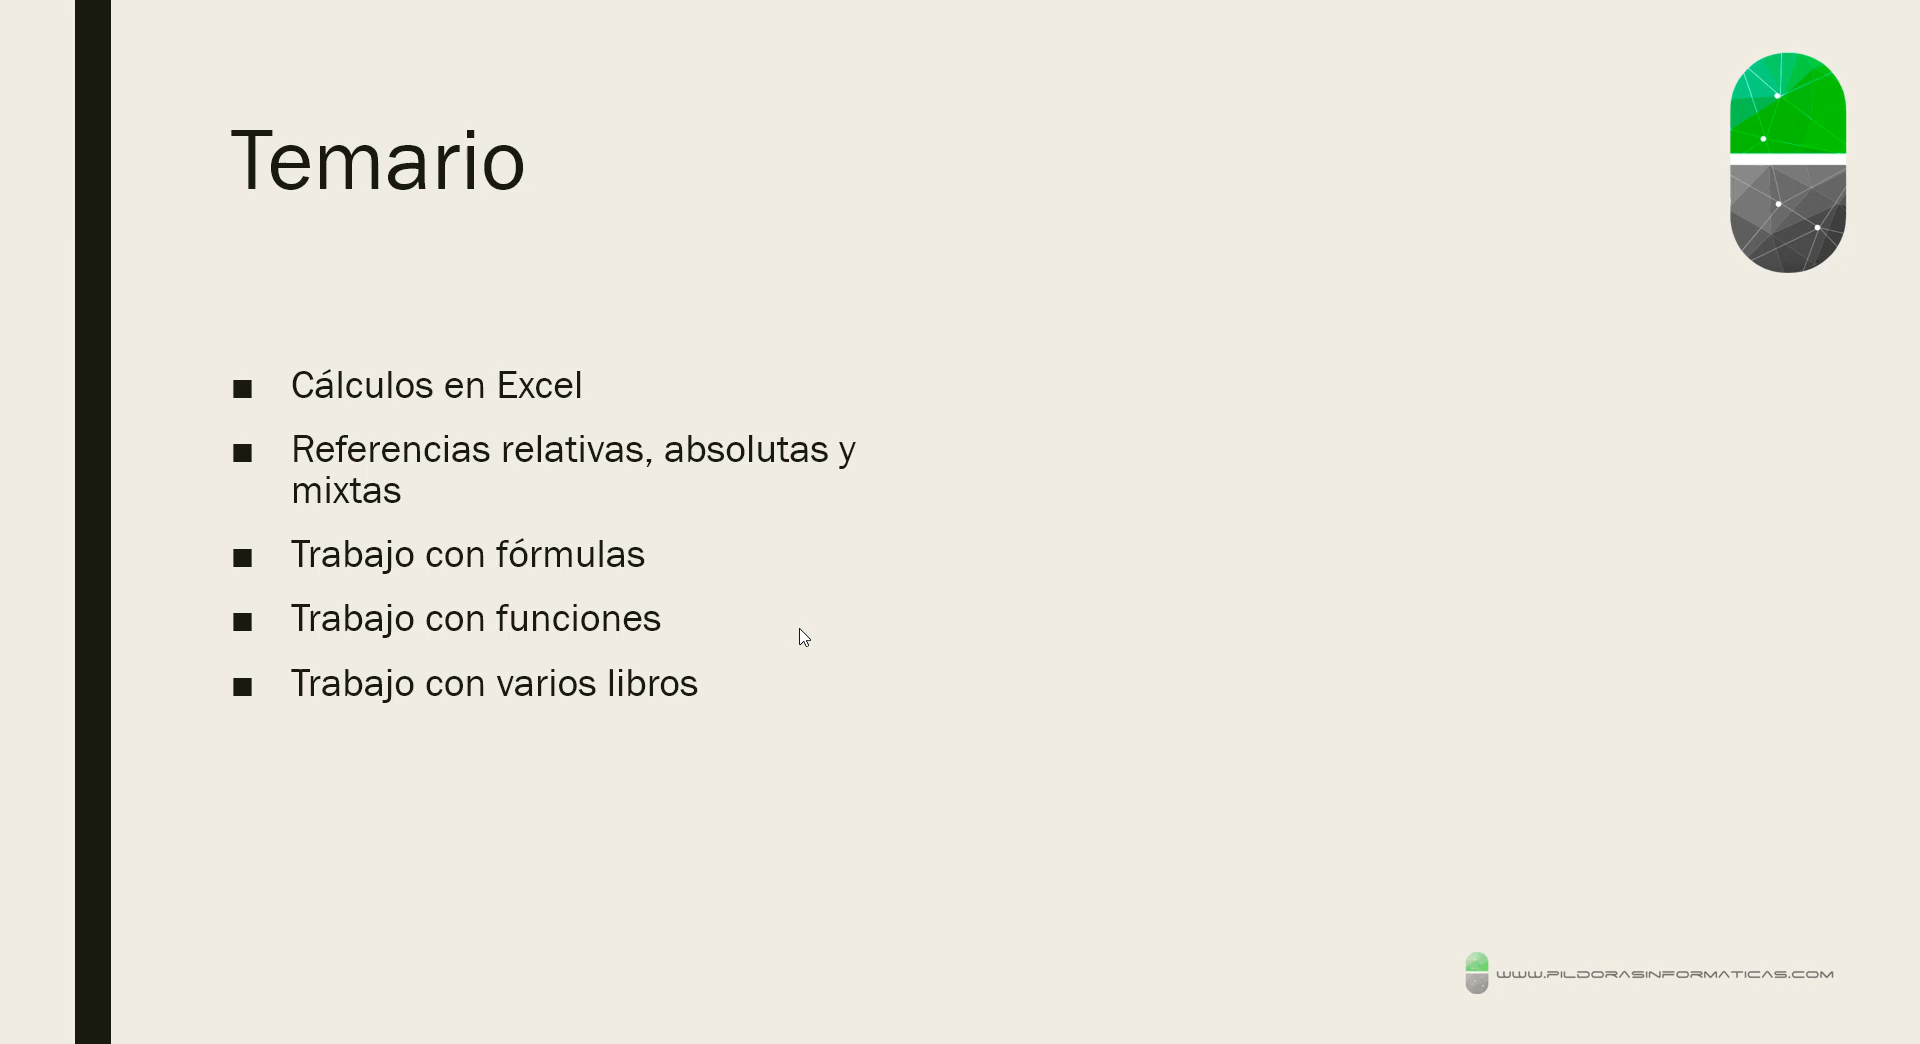 Temario
■ Cálculos en Excel
■ Referencias relativas, absolutas y
mixtas
■ Trabajo con fórmulas
■ Trabajo con funciones
■ Trabajo con varios libros
WWW.PILDORASINFORMATICAS.COM